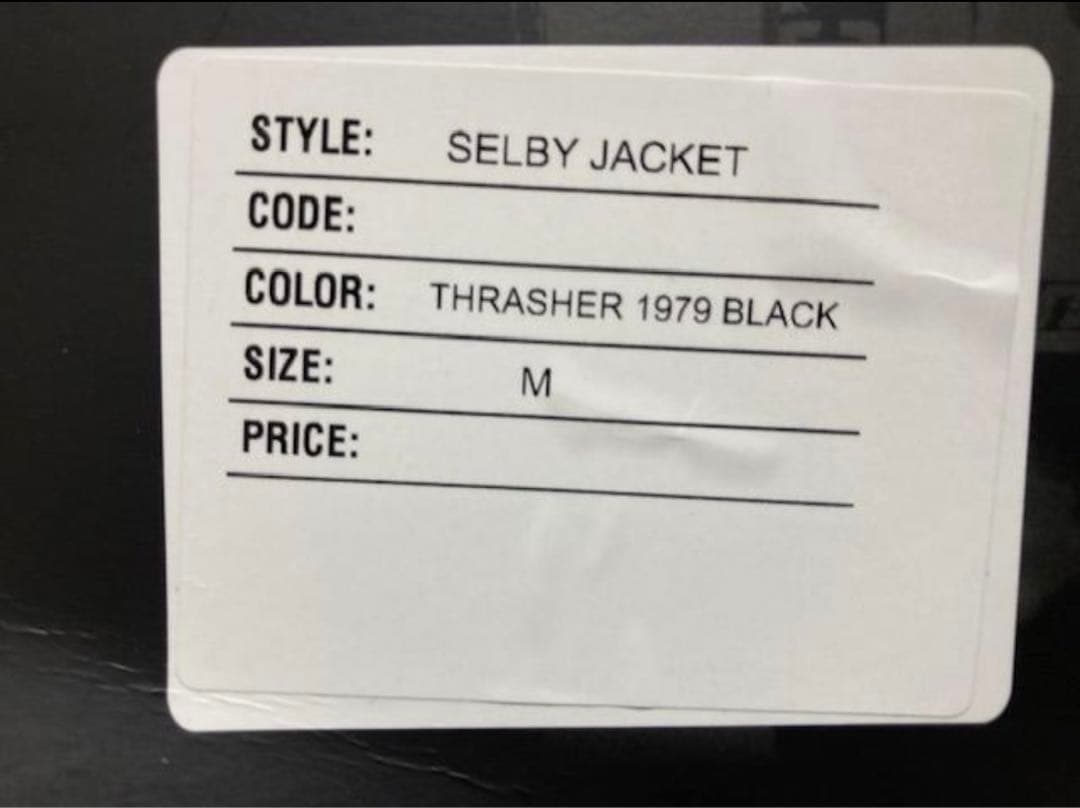 STYLE: SELBY JACKET
CODE:
COLOR: THRASHER 1979 BLACK
SIZE: M
PRICE: